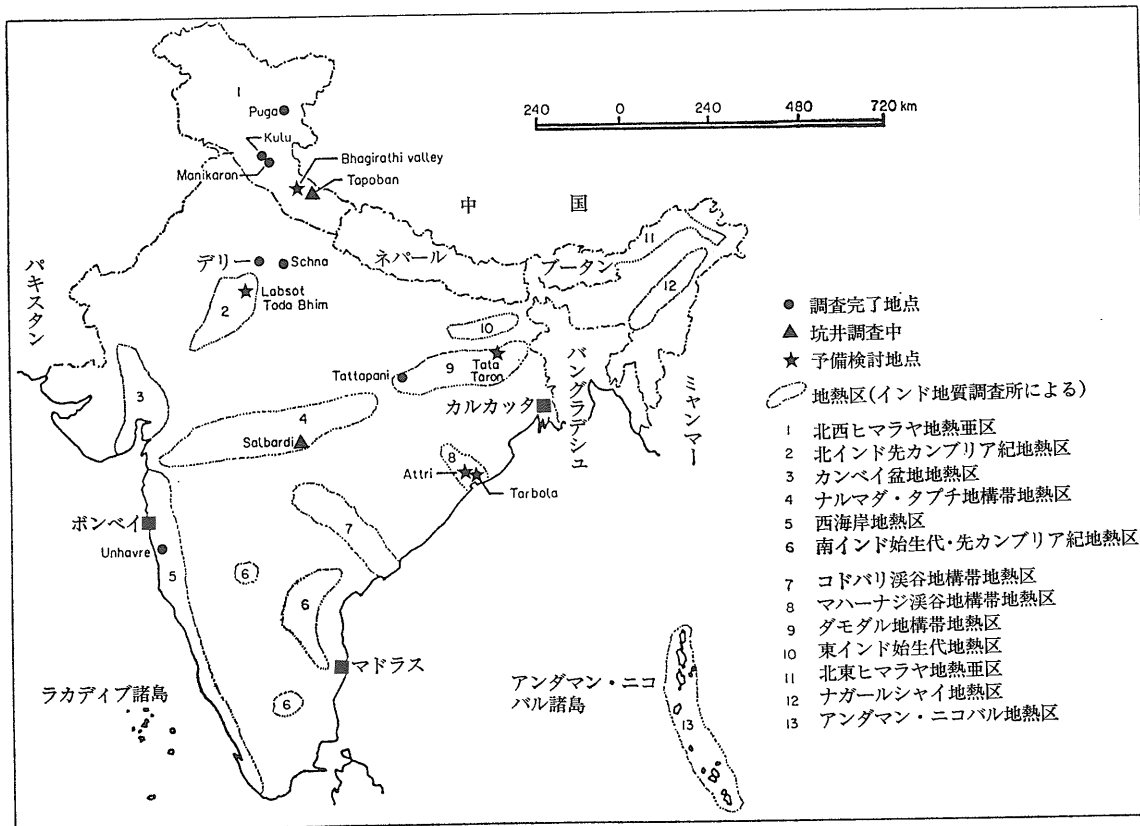 1
Puga
Kulu
Manikaran
Bhagirathi valley
Tapoban
240 0 240 480 720 km
中国
パキスタン
デリー
Schna
ネパール
ブータン
11
12
2
Labsot
Toda Bhim
10
9
Tata
Taron
Tattapani
バングラデシュ
ミャンマー
カルカッタ
3
4
Salbardi
8
Attri
Tarbola
ボンベイ
Unhavre
5
7
6
6
マドラス
6
ラカディブ諸島
アンダマン・ニコ
バル諸島
13
調査完了地点
坑井調査中
予備検討地点
地熱区(インド地質調査所による)
1 北西ヒマラヤ地熱亜区
2 北インド先カンブリア紀地熱区
3 カンベイ盆地地熱区
4 ナルマダ・タプチ地構帯地熱区
5 西海岸地熱区
6 南インド始生代・先カンブリア紀地熱区
7 コドバリ渓谷地構帯地熱区
8 マハーナジ渓谷地構帯地熱区
9 ダモダル地構帯地熱区
10 東インド始生代地熱区
11 北東ヒマラヤ地熱亜区
12 ナガールシャイ地熱区
13 アンダマン・ニコバル地熱区